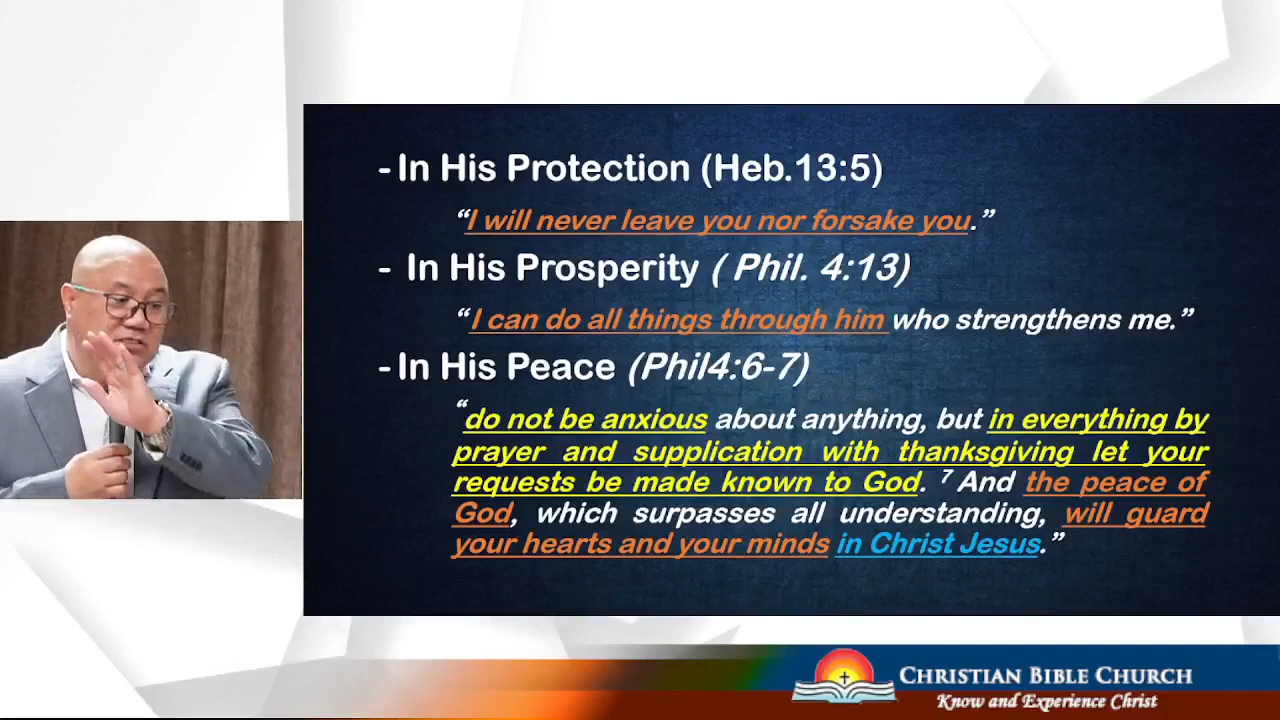 - In His Protection (Heb.13:5)
“I will never leave you nor forsake you.”
- In His Prosperity ( Phil. 4:13)
“I can do all things through him who strengthens me.”
- In His Peace (Phil4:6-7)
“do not be anxious about anything, but in everything by
prayer and supplication with thanksgiving let your
requests be made known to God. ⁷ And the peace of
God, which surpasses all understanding, will guard
your hearts and your minds in Christ Jesus.”
CHRISTIAN BIBLE CHURCH
Know and Experience Christ